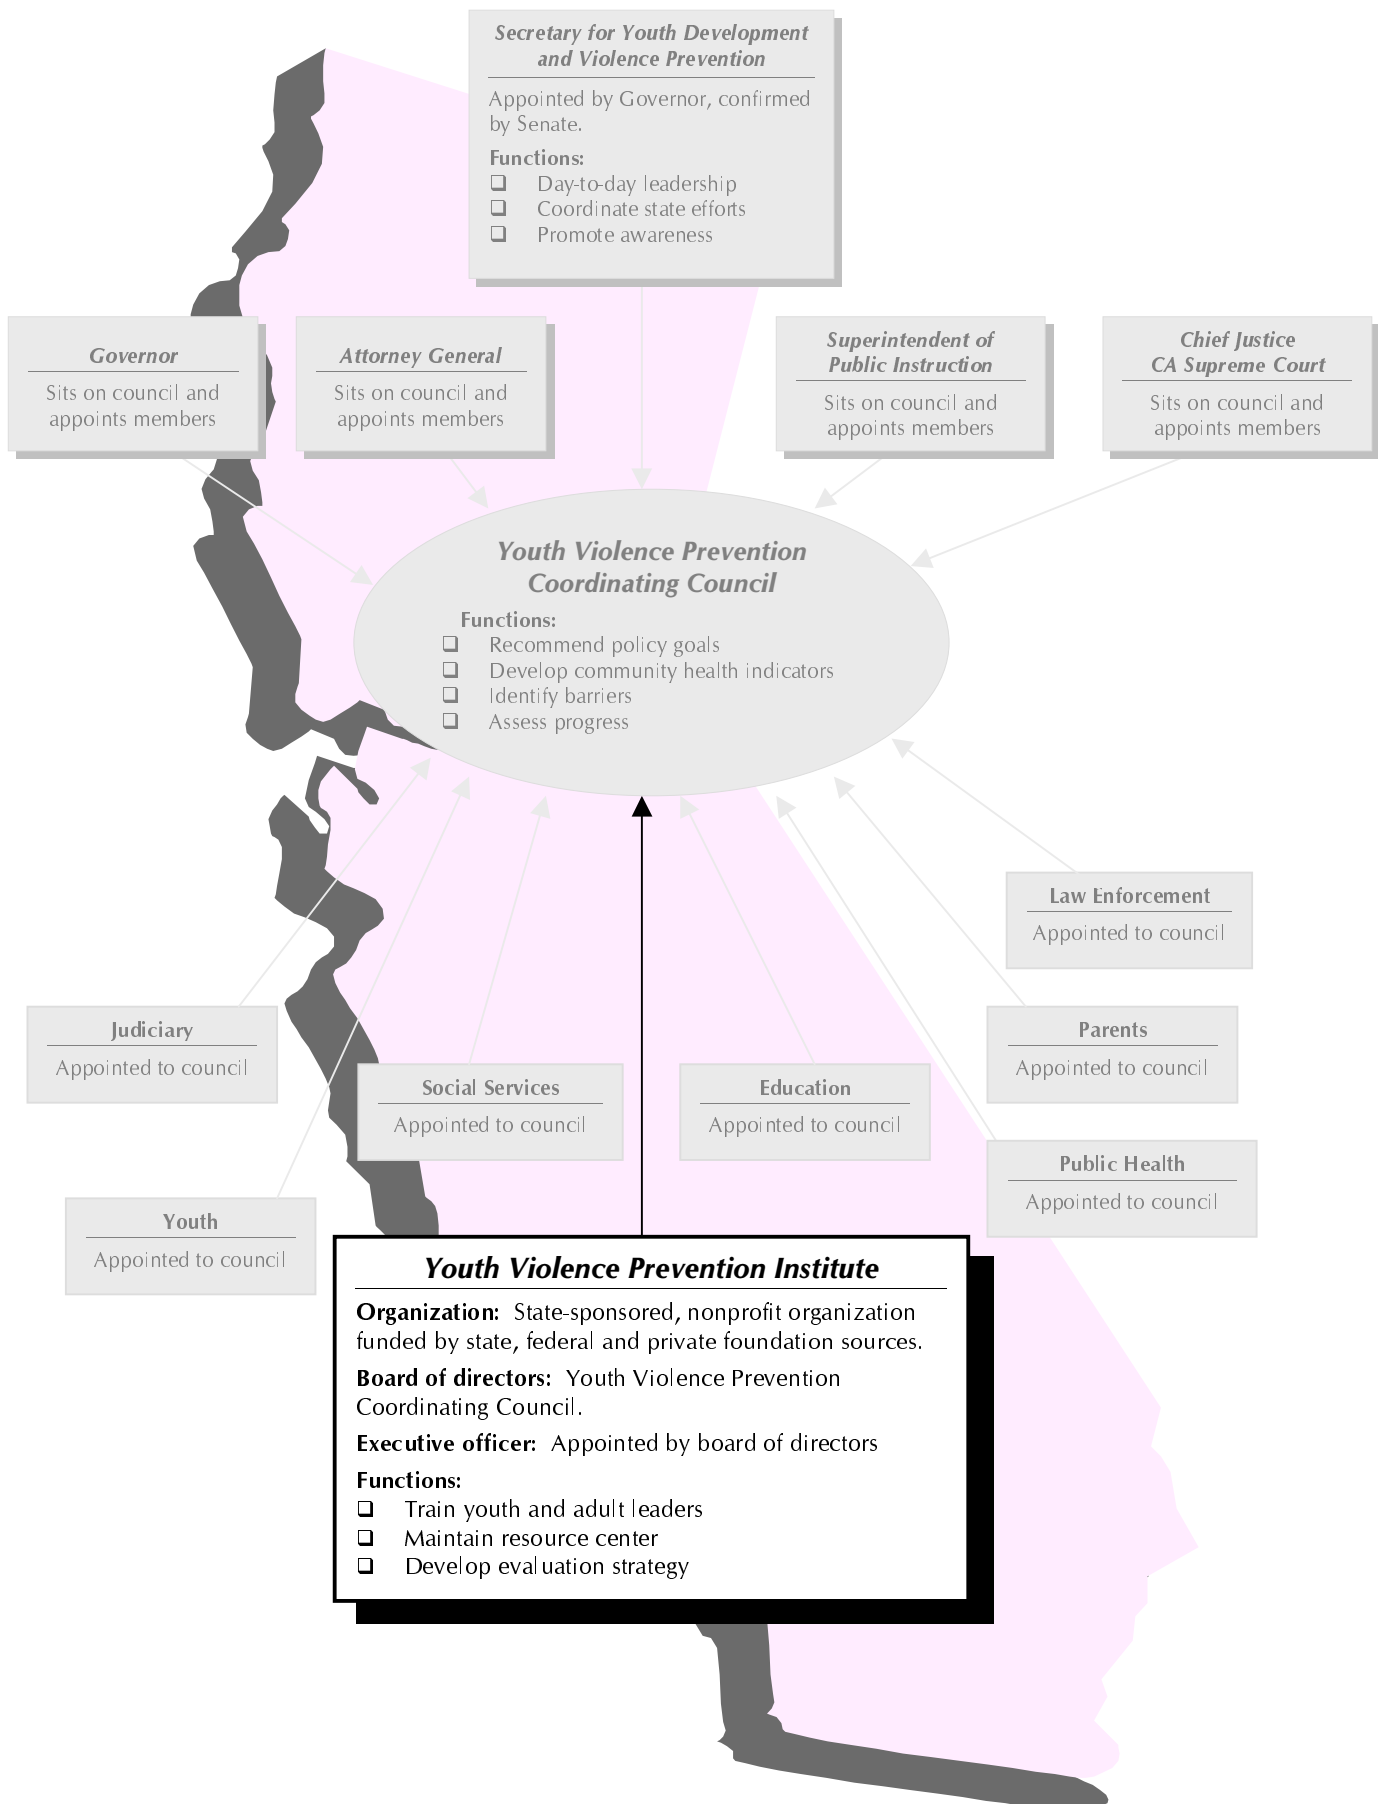 Secretary for Youth Development
and Violence Prevention
Appointed by Governor, confirmed
by Senate.
Functions:
❑ Day-to-day leadership
❑ Coordinate state efforts
❑ Promote awareness
Governor
Sits on council and
appoints members
Attorney General
Sits on council and
appoints members
Superintendent of
Public Instruction
Sits on council and
appoints members
Chief Justice
CA Supreme Court
Sits on council and
appoints members
Youth Violence Prevention
Coordinating Council
Functions:
❑ Recommend policy goals
❑ Develop community health indicators
❑ Identify barriers
❑ Assess progress
Law Enforcement
Appointed to council
Judiciary
Appointed to council
Parents
Appointed to council
Social Services
Appointed to council
Education
Appointed to council
Public Health
Appointed to council
Youth
Appointed to council
Youth Violence Prevention Institute
Organization: State-sponsored, nonprofit organization
funded by state, federal and private foundation sources.
Board of directors: Youth Violence Prevention
Coordinating Council.
Executive officer: Appointed by board of directors
Functions:
❑ Train youth and adult leaders
❑ Maintain resource center
❑ Develop evaluation strategy